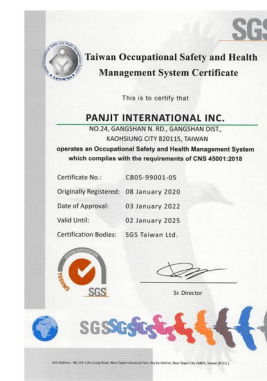 SGS
Taiwan Occupational Safety and Health
Management System Certificate
This is to certify that
PANJIT INTERNATIONAL INC.
NO.24, GANGSHAN N. RD., GANGSHAN DIST.,
KAOHSIUNG CITY 820115, TAIWAN
operates an Occupational Safety and Health Management System
which complies with the requirements of CNS 45001:2018
Certificate No.: CB05-99001-05
Originally Registered: 08 January 2020
Date of Approval: 03 January 2022
Valid Until: 02 January 2025
Certification Bodies: SGS Taiwan Ltd.
SGS
Sr. Director
SGSSGSSGS